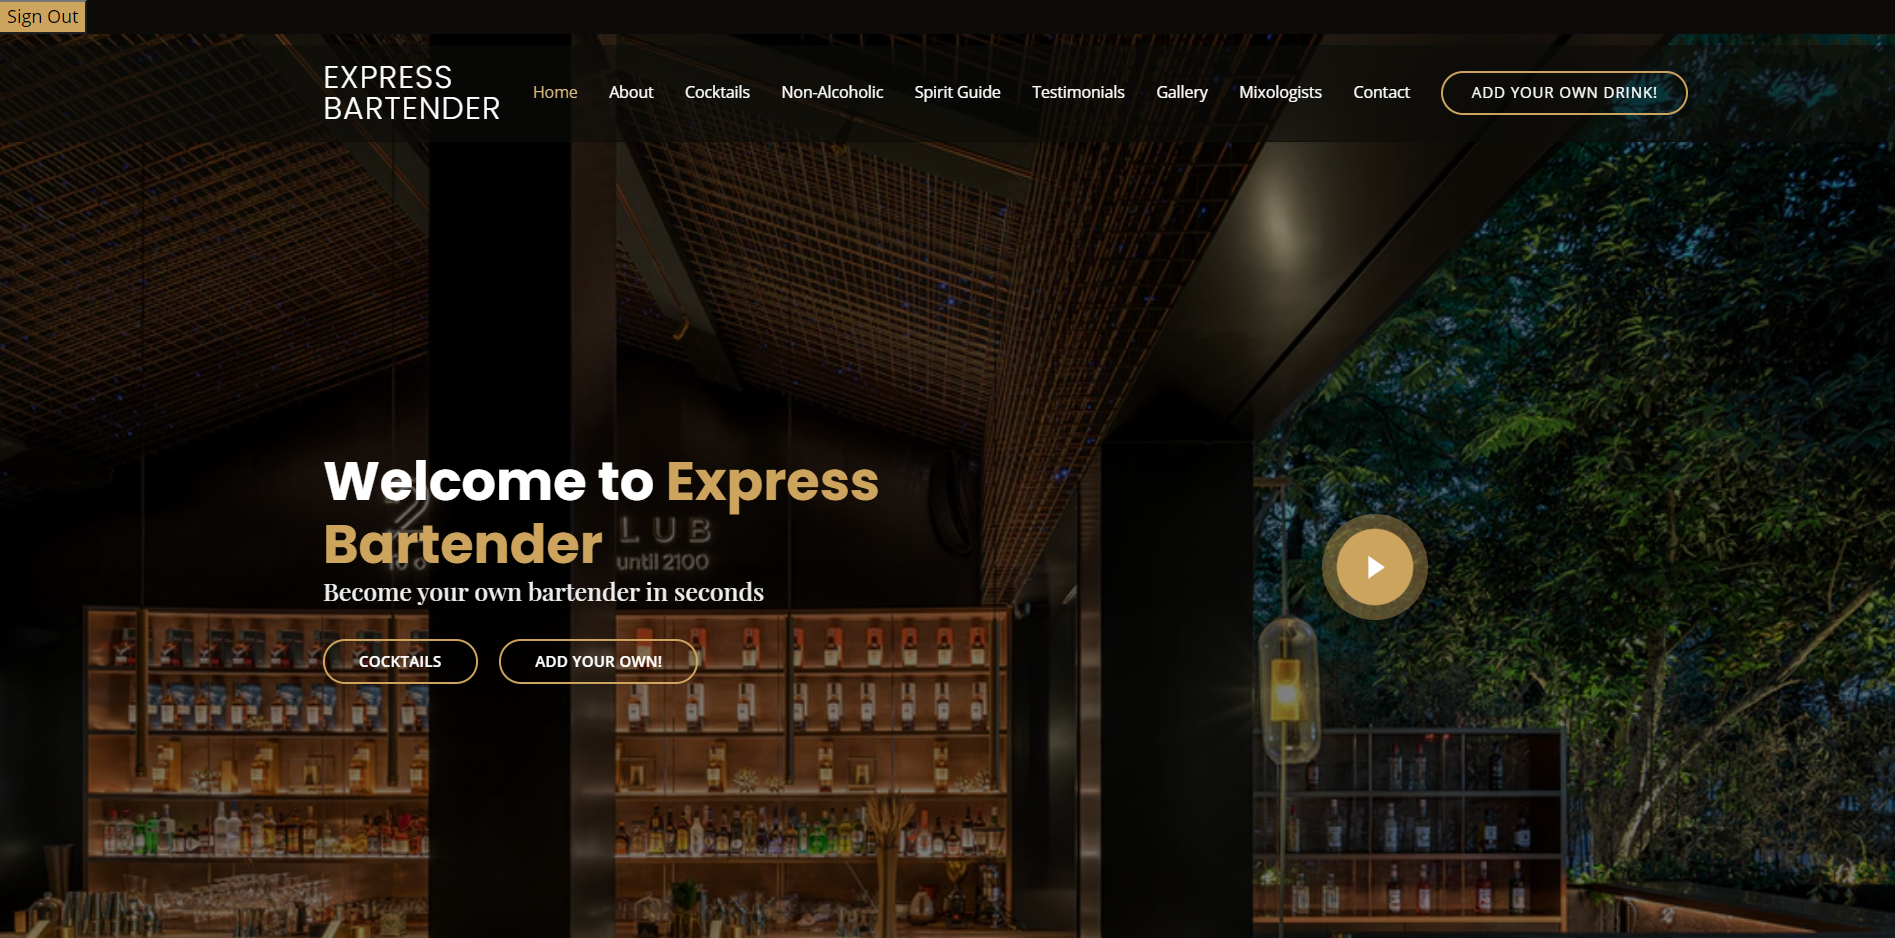 Sign Out
EXPRESS
BARTENDER
Home About Cocktails Non-Alcoholic Spirit Guide Testimonials Gallery Mixologists Contact ADD YOUR OWN DRINK!
Welcome to Express
Bartender
LUB
until 2100
Become your own bartender in seconds
COCKTAILS ADD YOUR OWN!